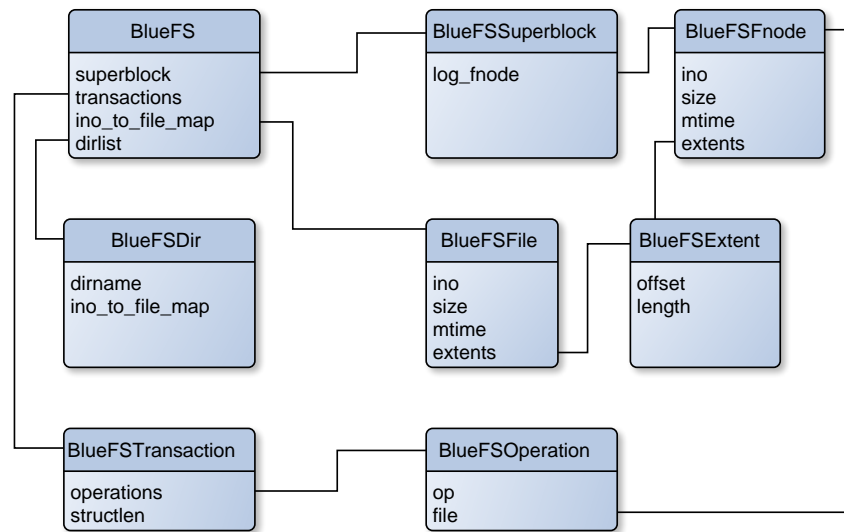 BlueFS
superblock
transactions
ino_to_file_map
dirlist
BlueFSSuperblock
log_fnode
BlueFSFnode
ino
size
mtime
extents
BlueFSDir
dirname
ino_to_file_map
BlueFSFile
ino
size
mtime
extents
BlueFSExtent
offset
length
BlueFSTransaction
operations
structlen
BlueFSOperation
op
file